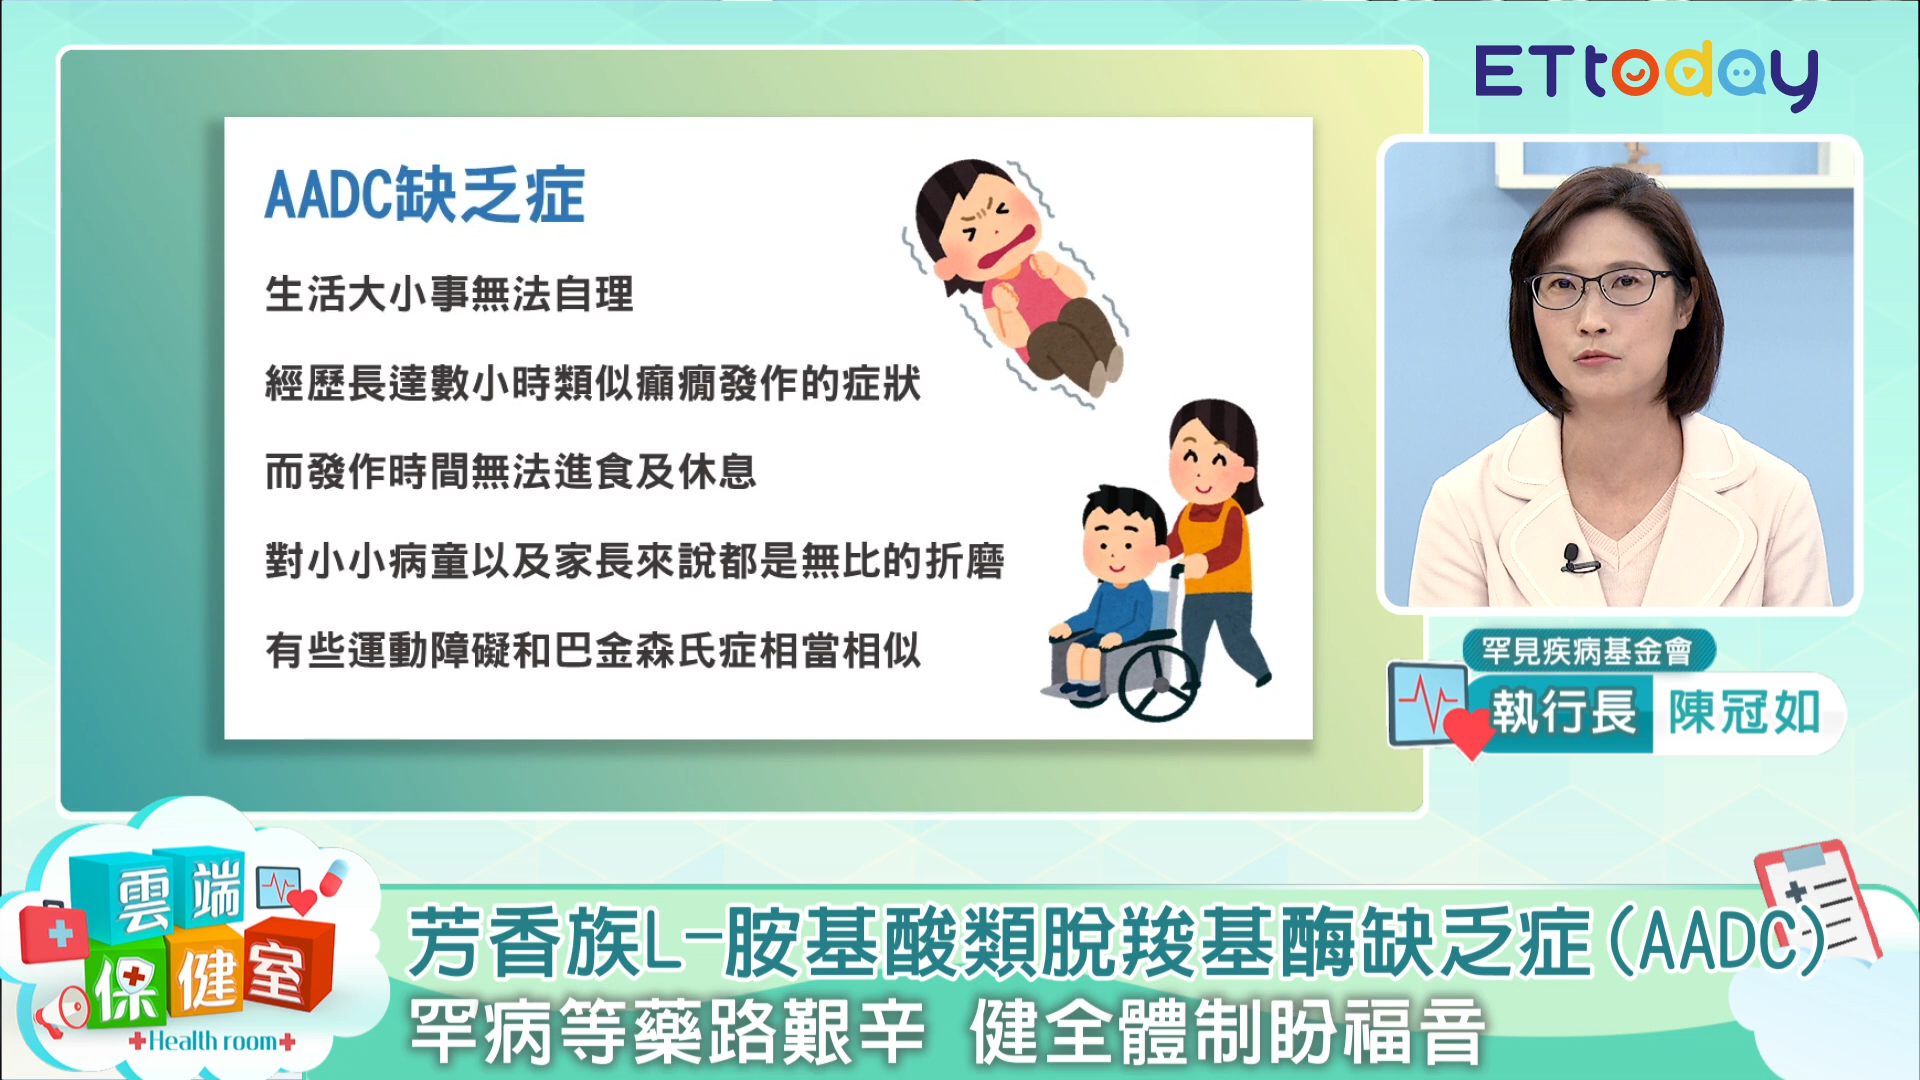 ETtoday
AADC缺乏症
生活大小事無法自理
經歷長達數小時類似癲癇發作的症狀
而發作時間無法進食及休息
對小小病童以及家長來說都是無比的折磨
有些運動障礙和巴金森氏症相當相似
罕見疾病基金會
執行長 陳冠如
雲端
保健室
Health room
芳香族L-胺基酸類脫羧基酶缺乏症(AADC)
罕病等藥路艱辛 健全體制盼福音